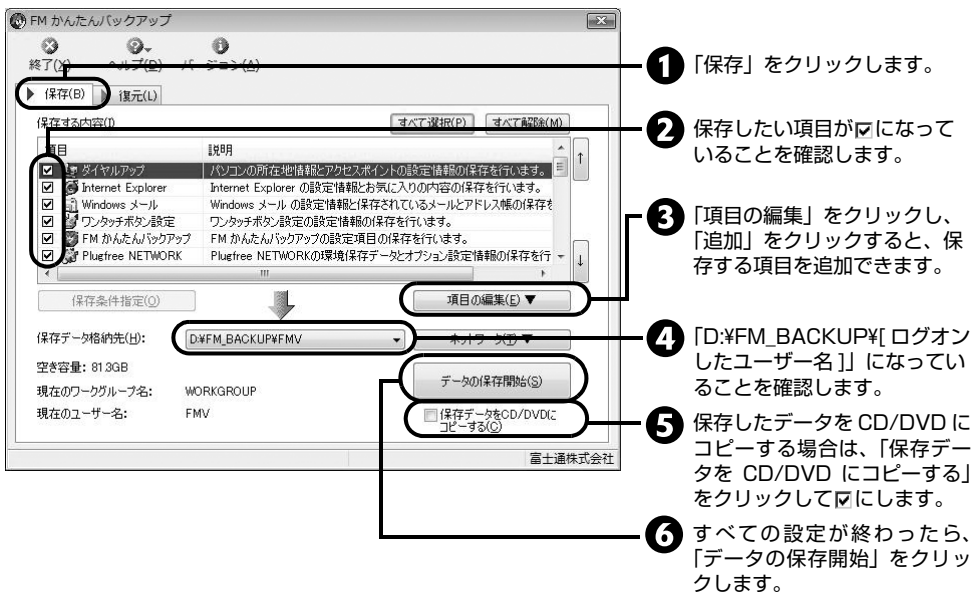 FM かんたんバックアップ
終了(X) ヘルプ(P) バージョン(A)
保存(B) 復元(L)
保存する内容(I) すべて選択(P) すべて解除(M)
項目 説明
ダイヤルアップ パソコンの所在地情報とアクセスポイントの設定情報の保存を行います。
Internet Explorer Internet Explorer の設定情報とお気に入りの内容の保存を行います。
Windows メール Windows メール の設定情報と保存されているメールとアドレス帳の保存を
ワンタッチボタン設定 ワンタッチボタン設定の設定情報の保存を行います。
FM かんたんバックアップ FM かんたんバックアップの設定項目の保存を行います。
Plugfree NETWORK Plugfree NETWORKの環境保存データとオプション設定情報の保存を行
保存条件指定(O) 項目の編集(E) ▼
保存データ格納先(H): D:¥FM_BACKUP¥FMV ネットワーク(T) ▼
空き容量: 81.3GB
データの保存開始(S)
現在のワークグループ名: WORKGROUP
現在のユーザー名: FMV
保存データをCD/DVDに
コピーする(C)
富士通株式会社
1 「保存」をクリックします。
2 保存したい項目が☑になって
いることを確認します。
3 「項目の編集」をクリックし、
「追加」をクリックすると、保
存する項目を追加できます。
4 「D:¥FM_BACKUP¥[ ログオン
したユーザー名 ]」になってい
ることを確認します。
5 保存したデータを CD/DVD に
コピーする場合は、「保存デー
タを CD/DVD にコピーする」
をクリックして☑にします。
6 すべての設定が終わったら、
「データの保存開始」をクリッ
クします。